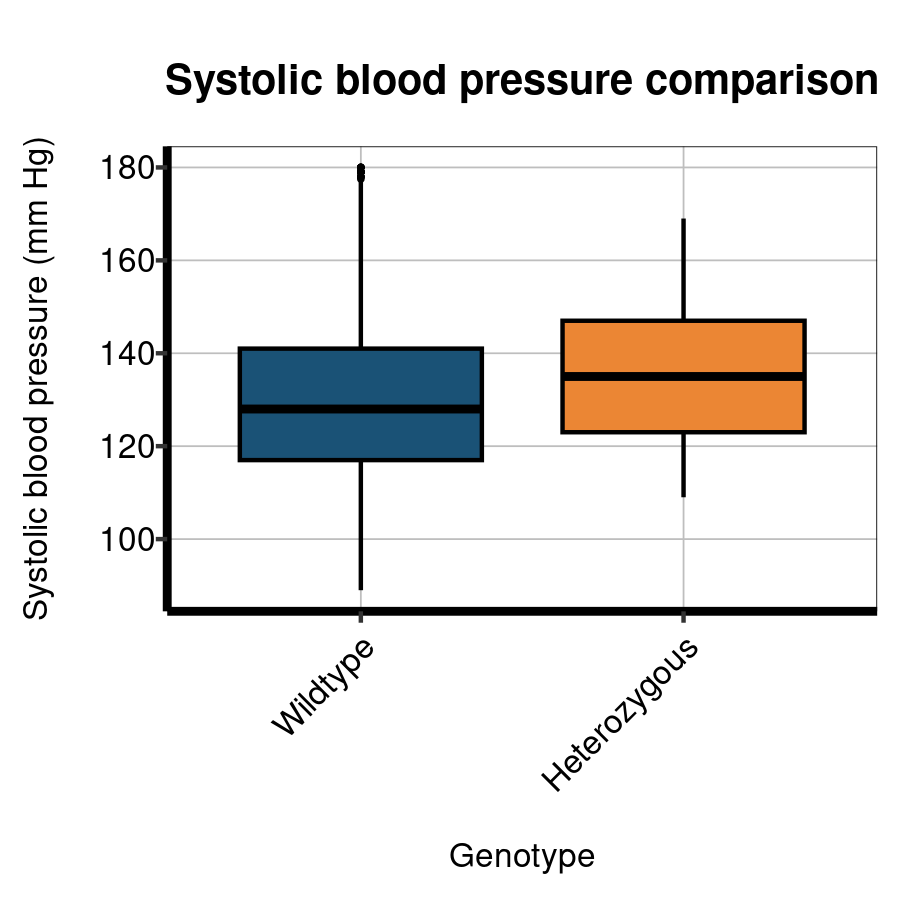 Systolic blood pressure comparison
Systolic blood pressure (mm Hg)
180
160
140
120
100
Wildtype
Heterozygous
Genotype